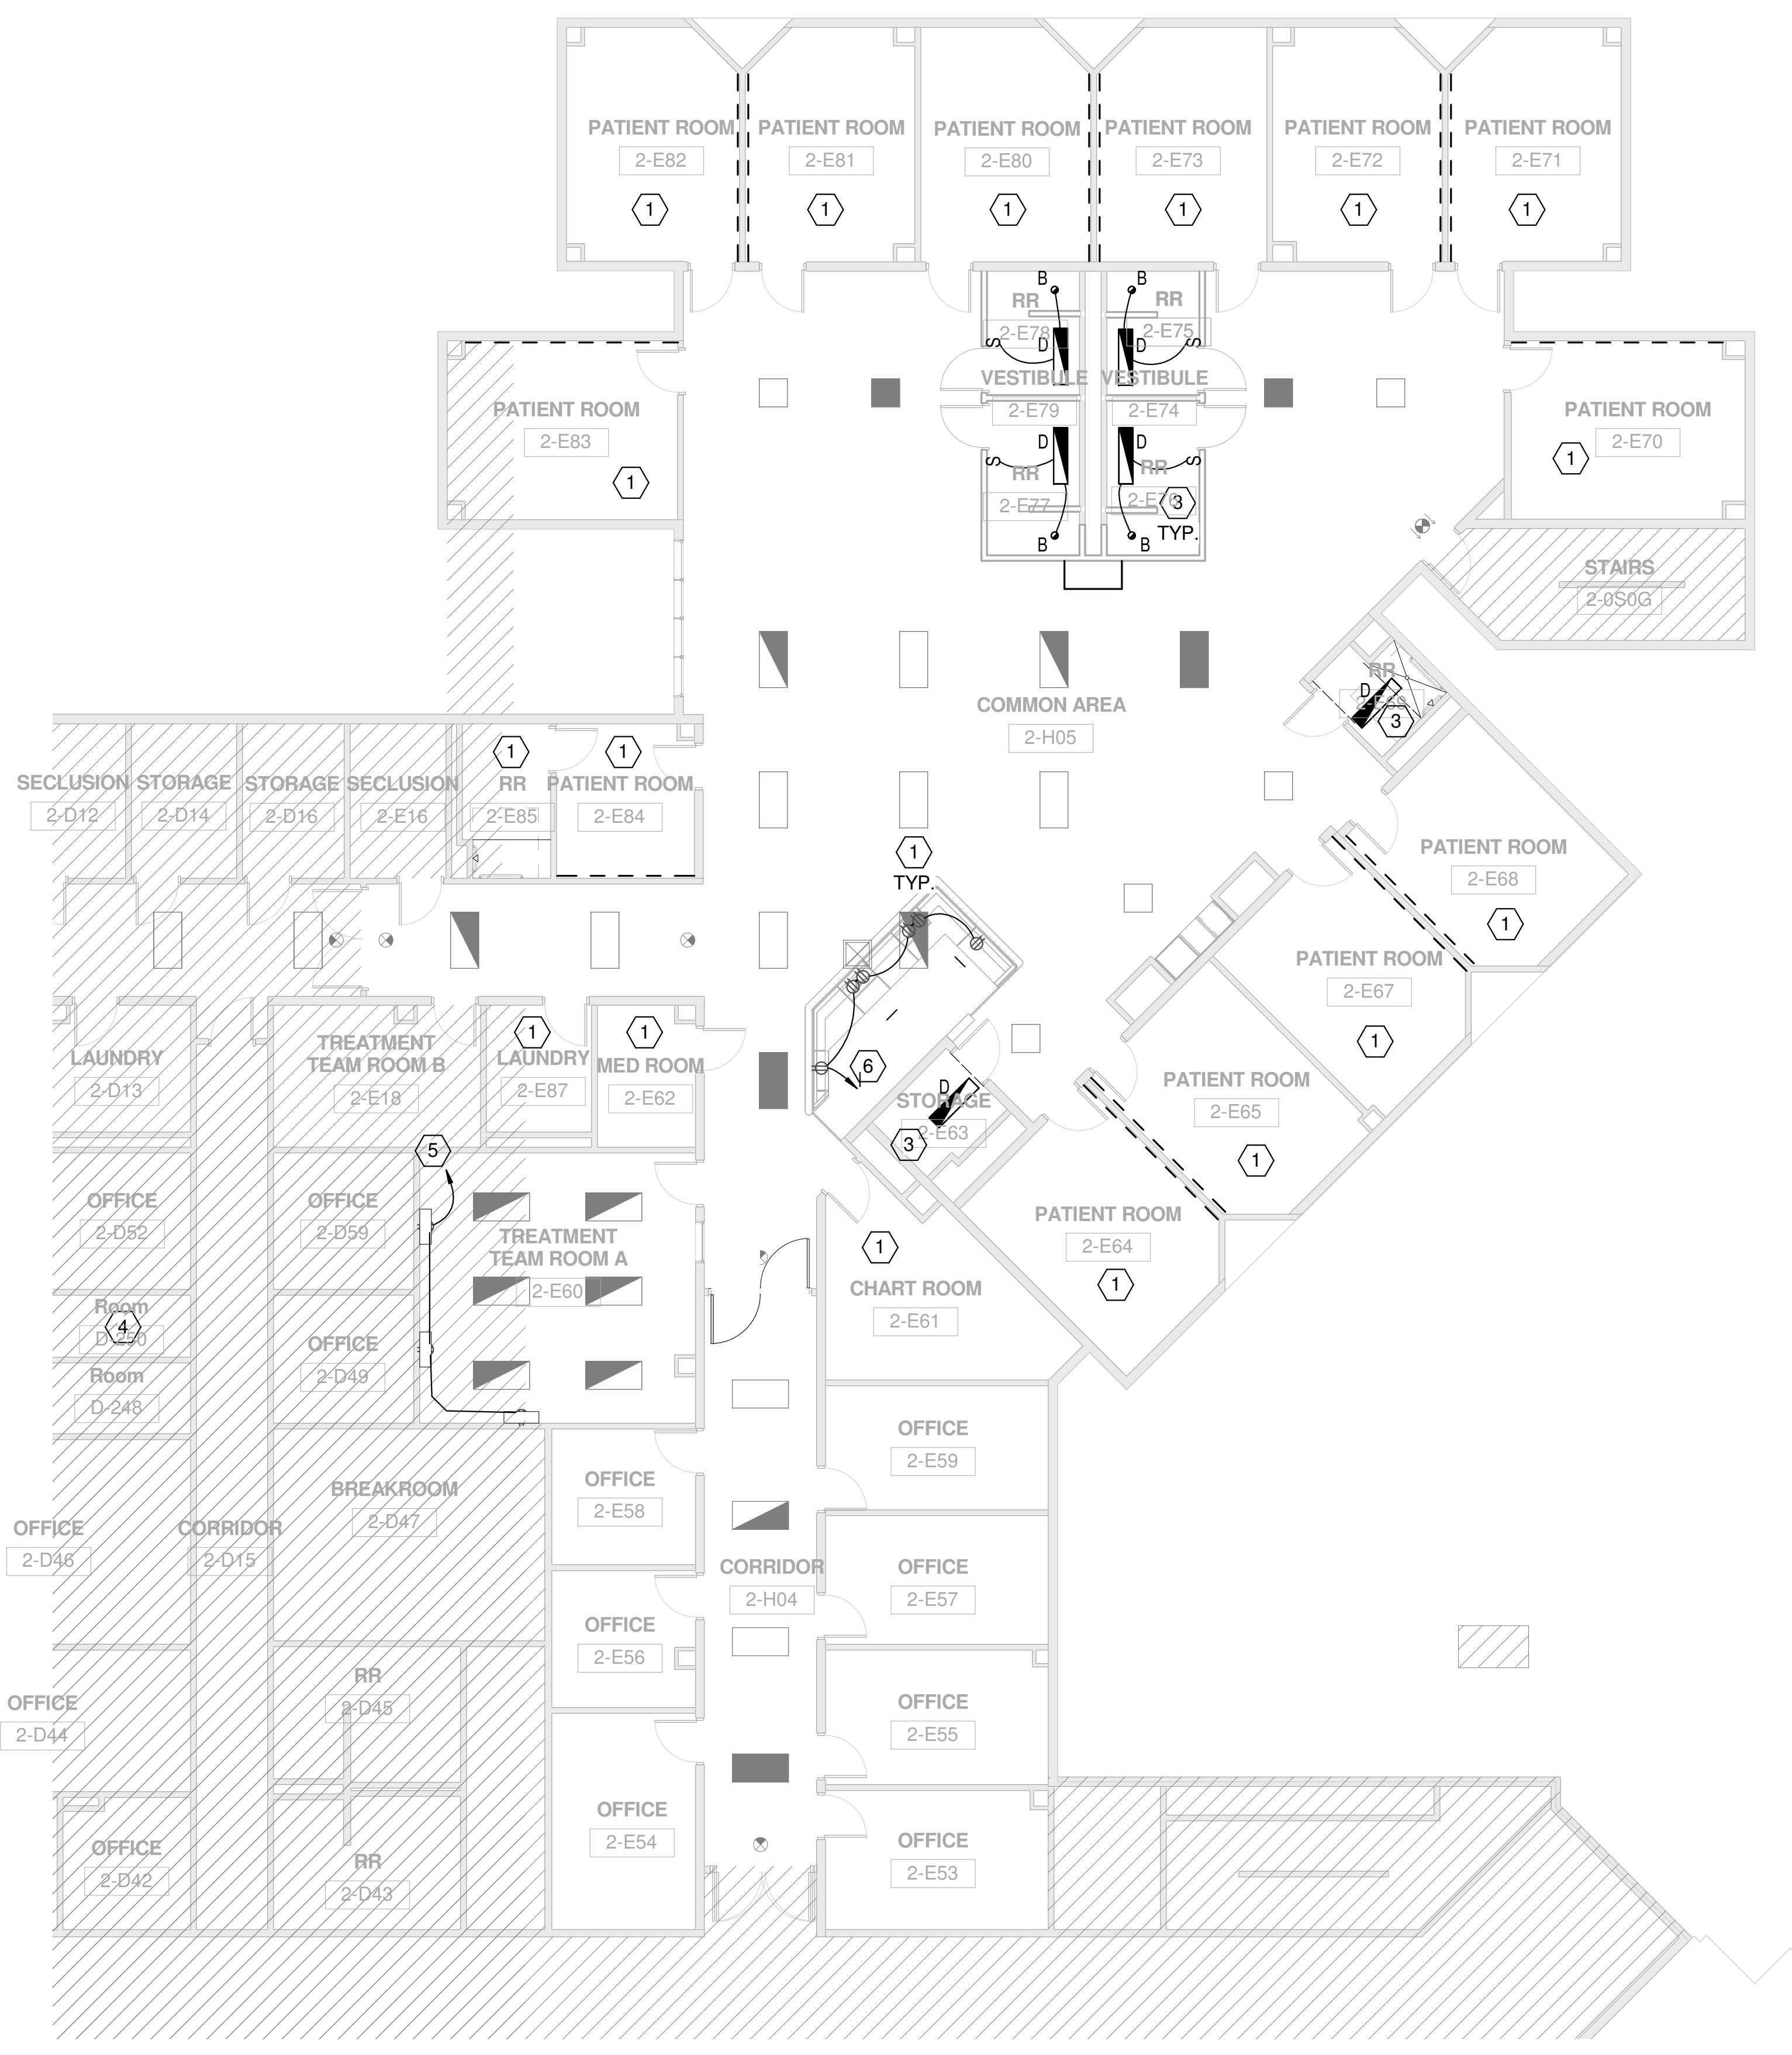 PATIENT ROOM
2-E82
1
PATIENT ROOM
2-E81
1
PATIENT ROOM
2-E80
1
PATIENT ROOM
2-E73
1
PATIENT ROOM
2-E72
1
PATIENT ROOM
2-E71
1
B
RR
2-E78
S
D
B
RR
2-E75
S
D
VESTIBULE
2-E79
VESTIBULE
2-E74
D
S
RR
2-E77
B
D
S
RR
3
TYP.
B
PATIENT ROOM
2-E83
1
PATIENT ROOM
2-E70
1
STAIRS
2-0S0G
RR
D
3
COMMON AREA
2-H05
SECLUSION
2-D12
STORAGE
2-D14
STORAGE
2-D16
SECLUSION
2-E16
1
RR
2-E85
1
PATIENT ROOM
2-E84
1
TYP.
PATIENT ROOM
2-E68
1
PATIENT ROOM
2-E67
1
LAUNDRY
2-D13
TREATMENT
TEAM ROOM B
2-E18
1
LAUNDRY
2-E87
1
MED ROOM
2-E62
6
D
STORAGE
2-E63
3
PATIENT ROOM
2-E65
1
5
OFFICE
2-D52
OFFICE
2-D59
TREATMENT
TEAM ROOM A
2-E60
PATIENT ROOM
2-E64
1
1
CHART ROOM
2-E61
Room
D-250
4
Room
D-248
OFFICE
2-D49
OFFICE
2-E59
BREAKROOM
2-D47
OFFICE
2-E58
OFFICE
2-D46
CORRIDOR
2-D15
CORRIDOR
2-H04
OFFICE
2-E57
OFFICE
2-E56
RR
2-D45
OFFICE
2-D44
OFFICE
2-E55
OFFICE
2-E54
OFFICE
2-D42
RR
2-D43
OFFICE
2-E53